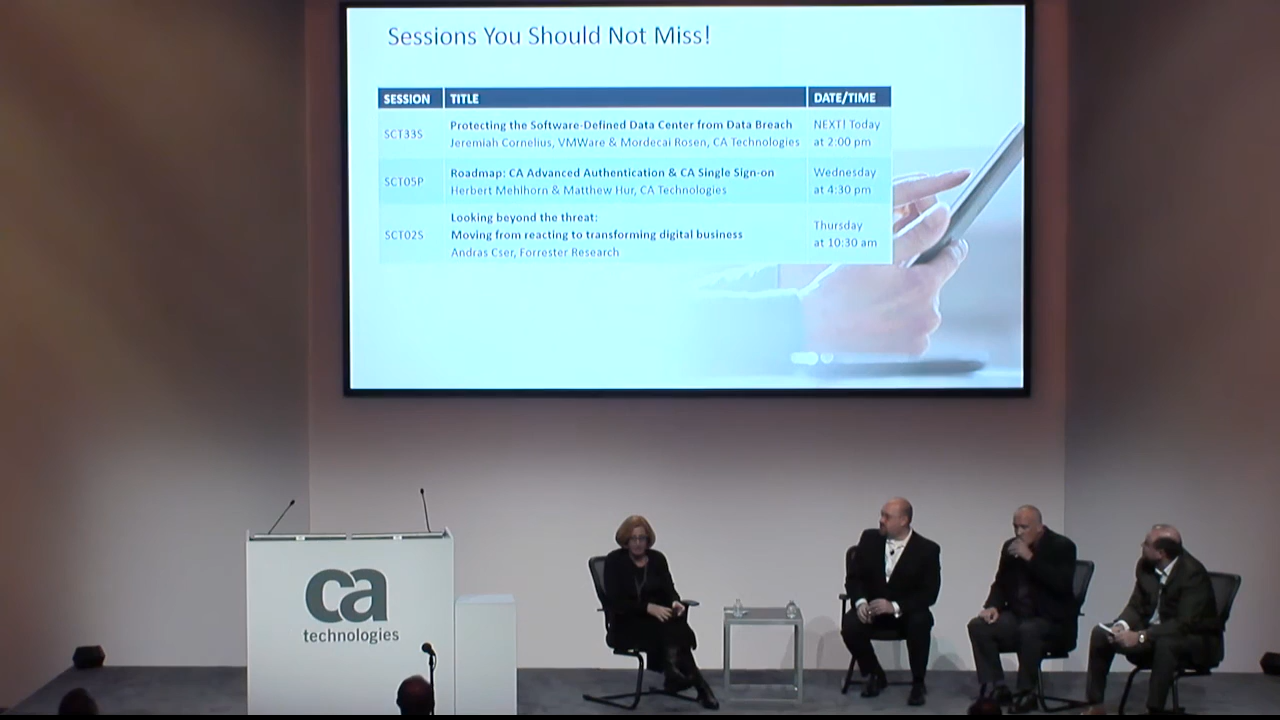 Sessions You Should Not Miss!
SESSION TITLE DATE/TIME
SCT33S
Protecting the Software-Defined Data Center from Data Breach
Jeremiah Cornelius, VMWare & Mordecai Rosen, CA Technologies
NEXT! Today
at 2:00 pm
SCT05P
Roadmap: CA Advanced Authentication & CA Single Sign-on
Herbert Mehlhorn & Matthew Hur, CA Technologies
Wednesday
at 4:30 pm
SCT02S
Looking beyond the threat:
Moving from reacting to transforming digital business
Andras Cser, Forrester Research
Thursday
at 10:30 am
ca
technologies